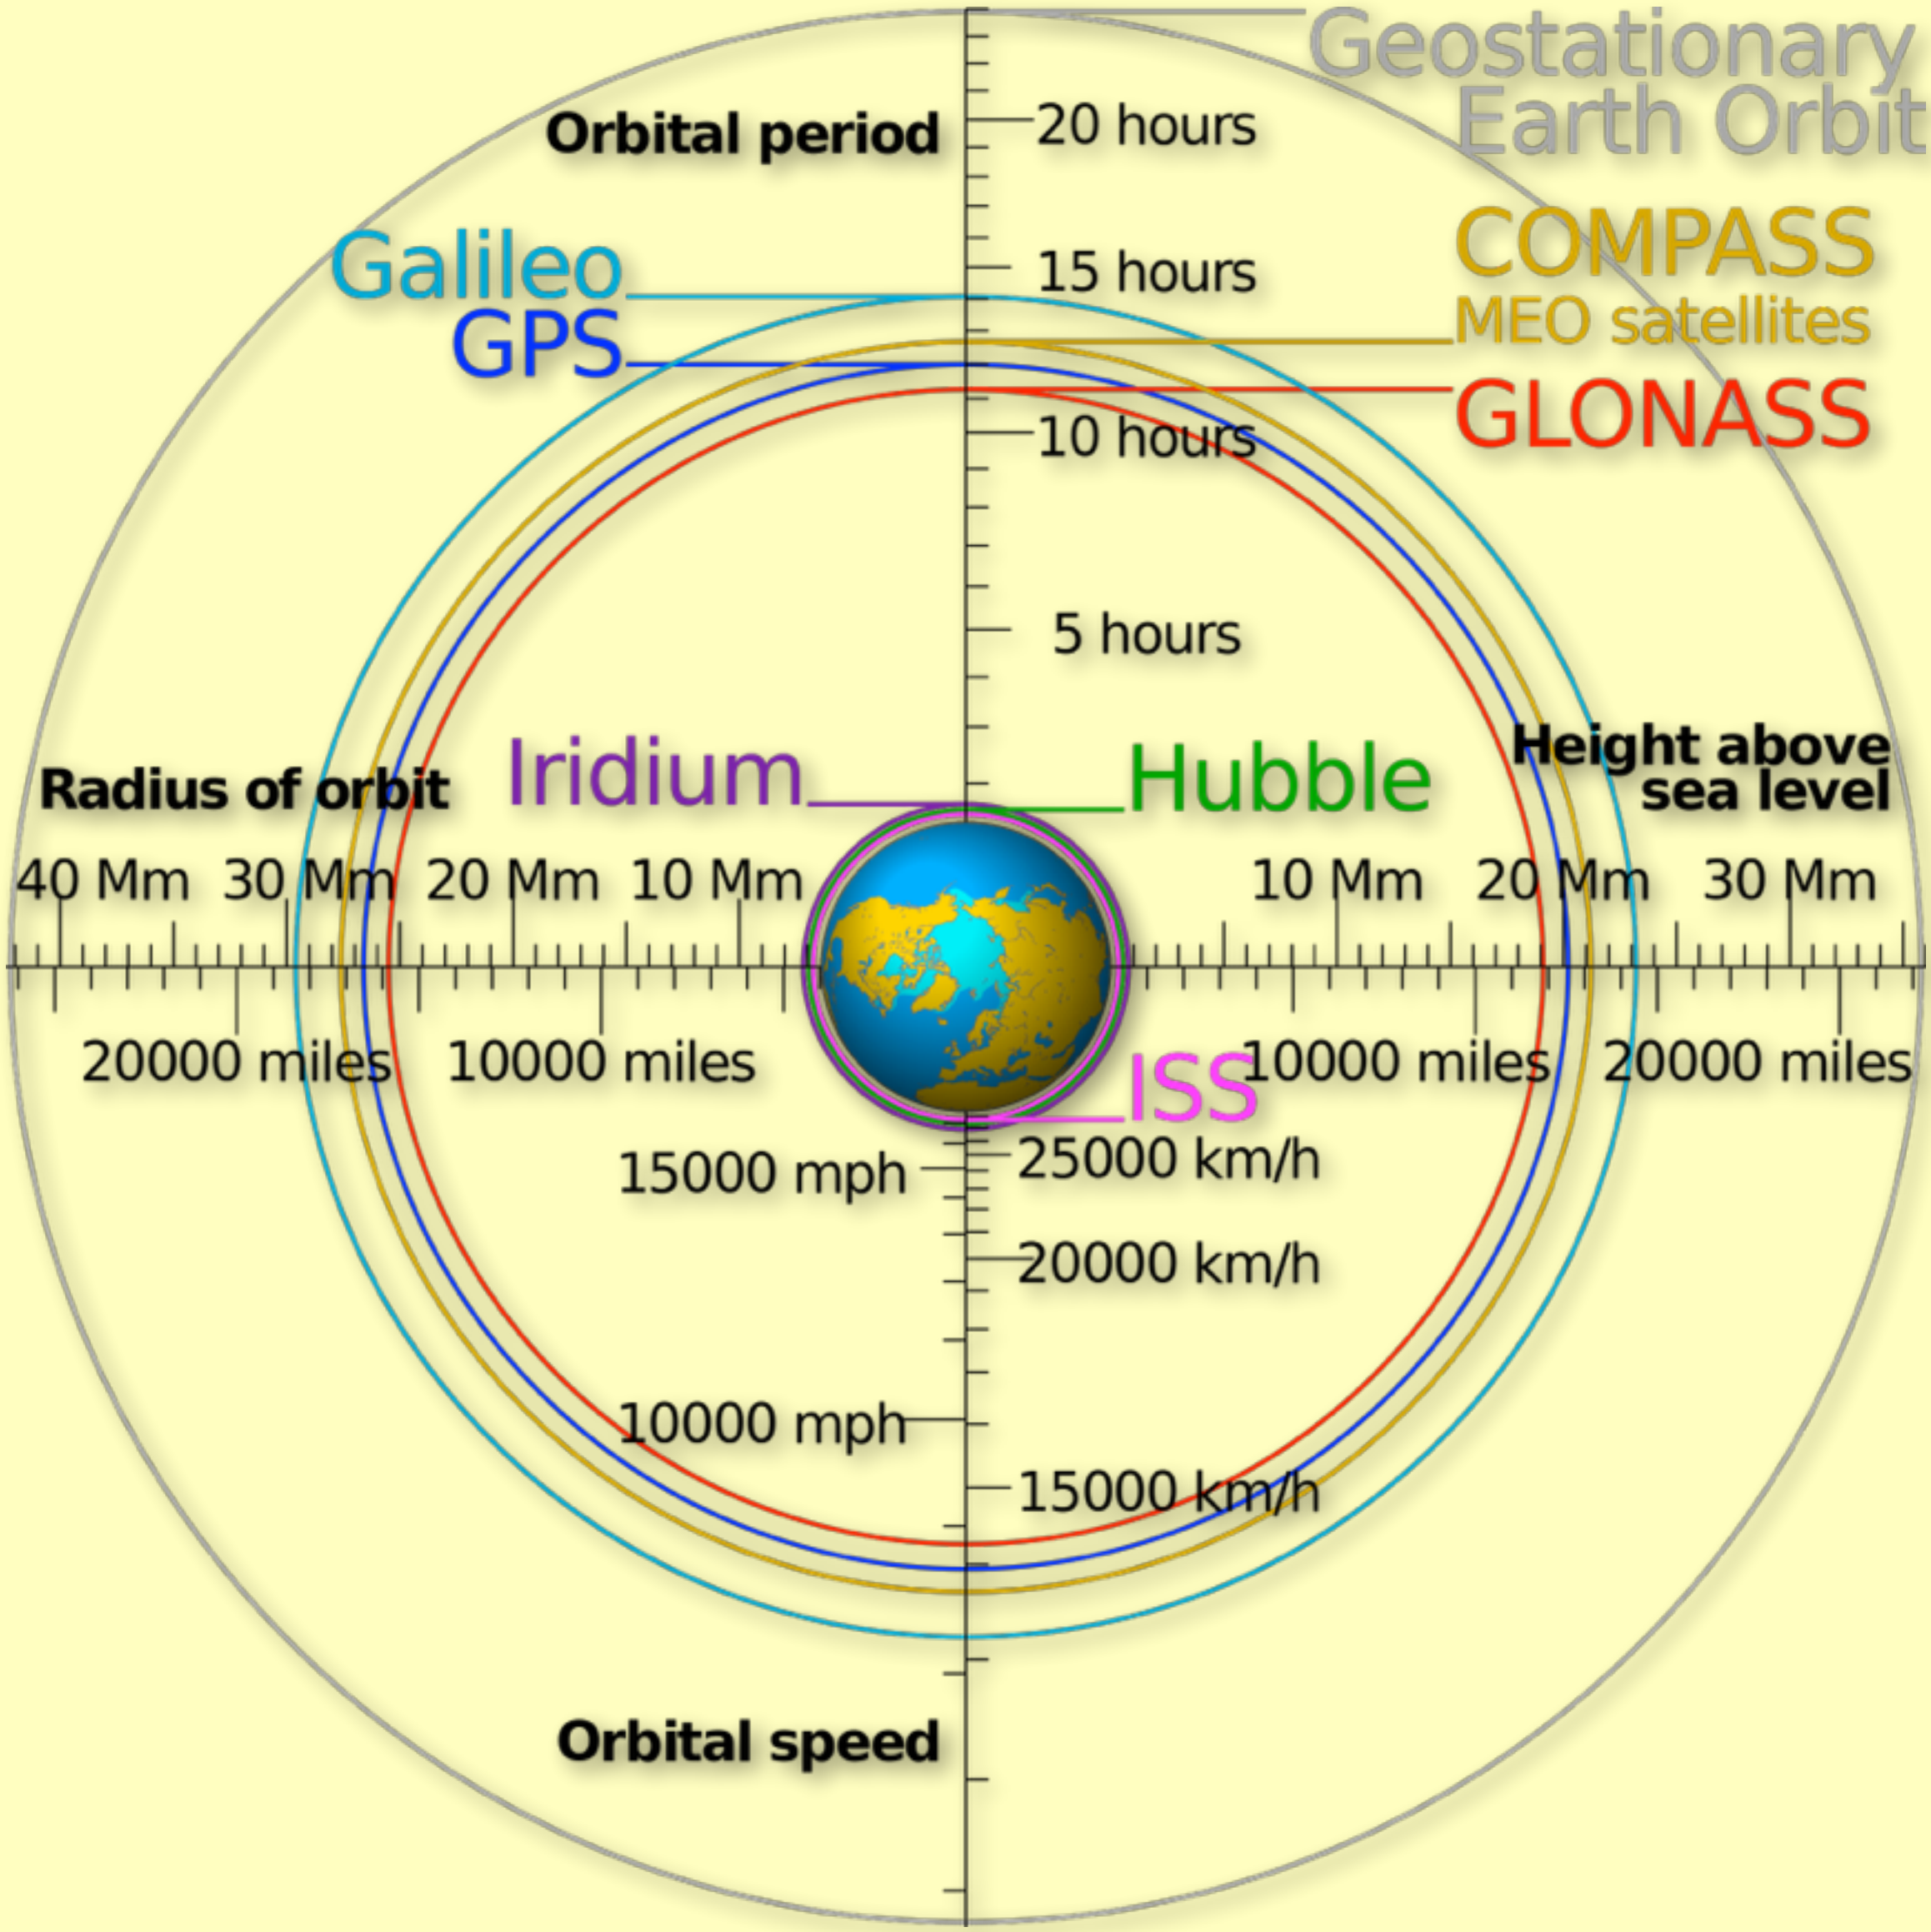 Geostationary
Earth Orbit
Orbital period
20 hours
COMPASS
MEO satellites
Galileo
15 hours
GPS
GLONASS
10 hours
5 hours
Iridium
Hubble
Height above
sea level
Radius of orbit
40 Mm 30 Mm 20 Mm 10 Mm
10 Mm 20 Mm 30 Mm
20000 miles 10000 miles
10000 miles 20000 miles
ISS
15000 mph
25000 km/h
20000 km/h
10000 mph
15000 km/h
Orbital speed